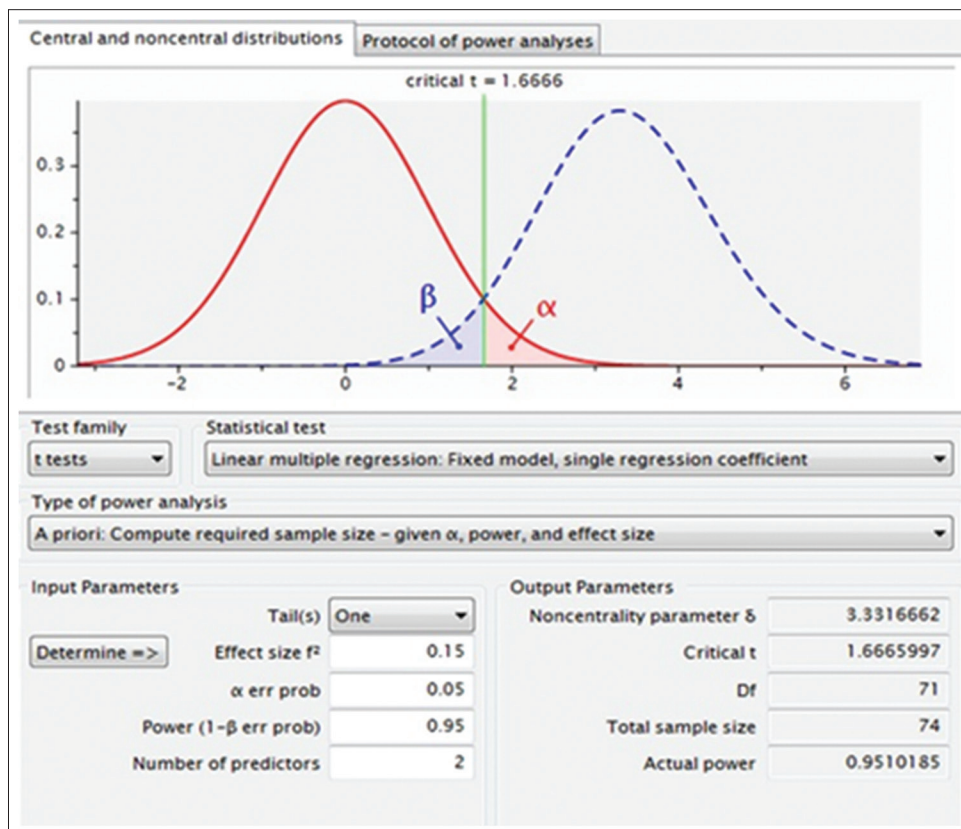 Central and noncentral distributions Protocol of power analyses
critical t = 1.6666
0.3
0.2
β α
0.1
0
-2 0 2 4 6
Test family Statistical test
t tests Linear multiple regression: Fixed model, single regression coefficient
Type of power analysis
A priori: Compute required sample size – given α, power, and effect size
Input Parameters Output Parameters
Tail(s) One Noncentrality parameter δ 3.3316662
Determine => Effect size f² 0.15 Critical t 1.6665997
α err prob 0.05 Df 71
Power (1-β err prob) 0.95 Total sample size 74
Number of predictors 2 Actual power 0.9510185